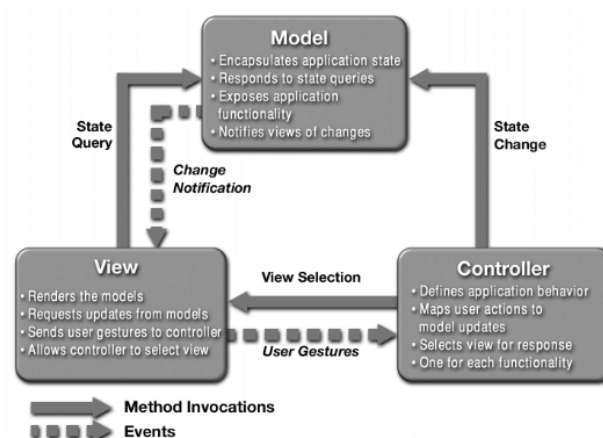 Model
• Encapsulates application state
• Responds to state queries
• Exposes application
functionality
• Notifies views of changes
State
Query
Change
Notification
State
Change
View
• Renders the models
• Requests updates from models
• Sends user gestures to controller
• Allows controller to select view
View Selection
User Gestures
Controller
• Defines application behavior
• Maps user actions to
model updates
• Selects view for response
• One for each functionality
Method Invocations
Events